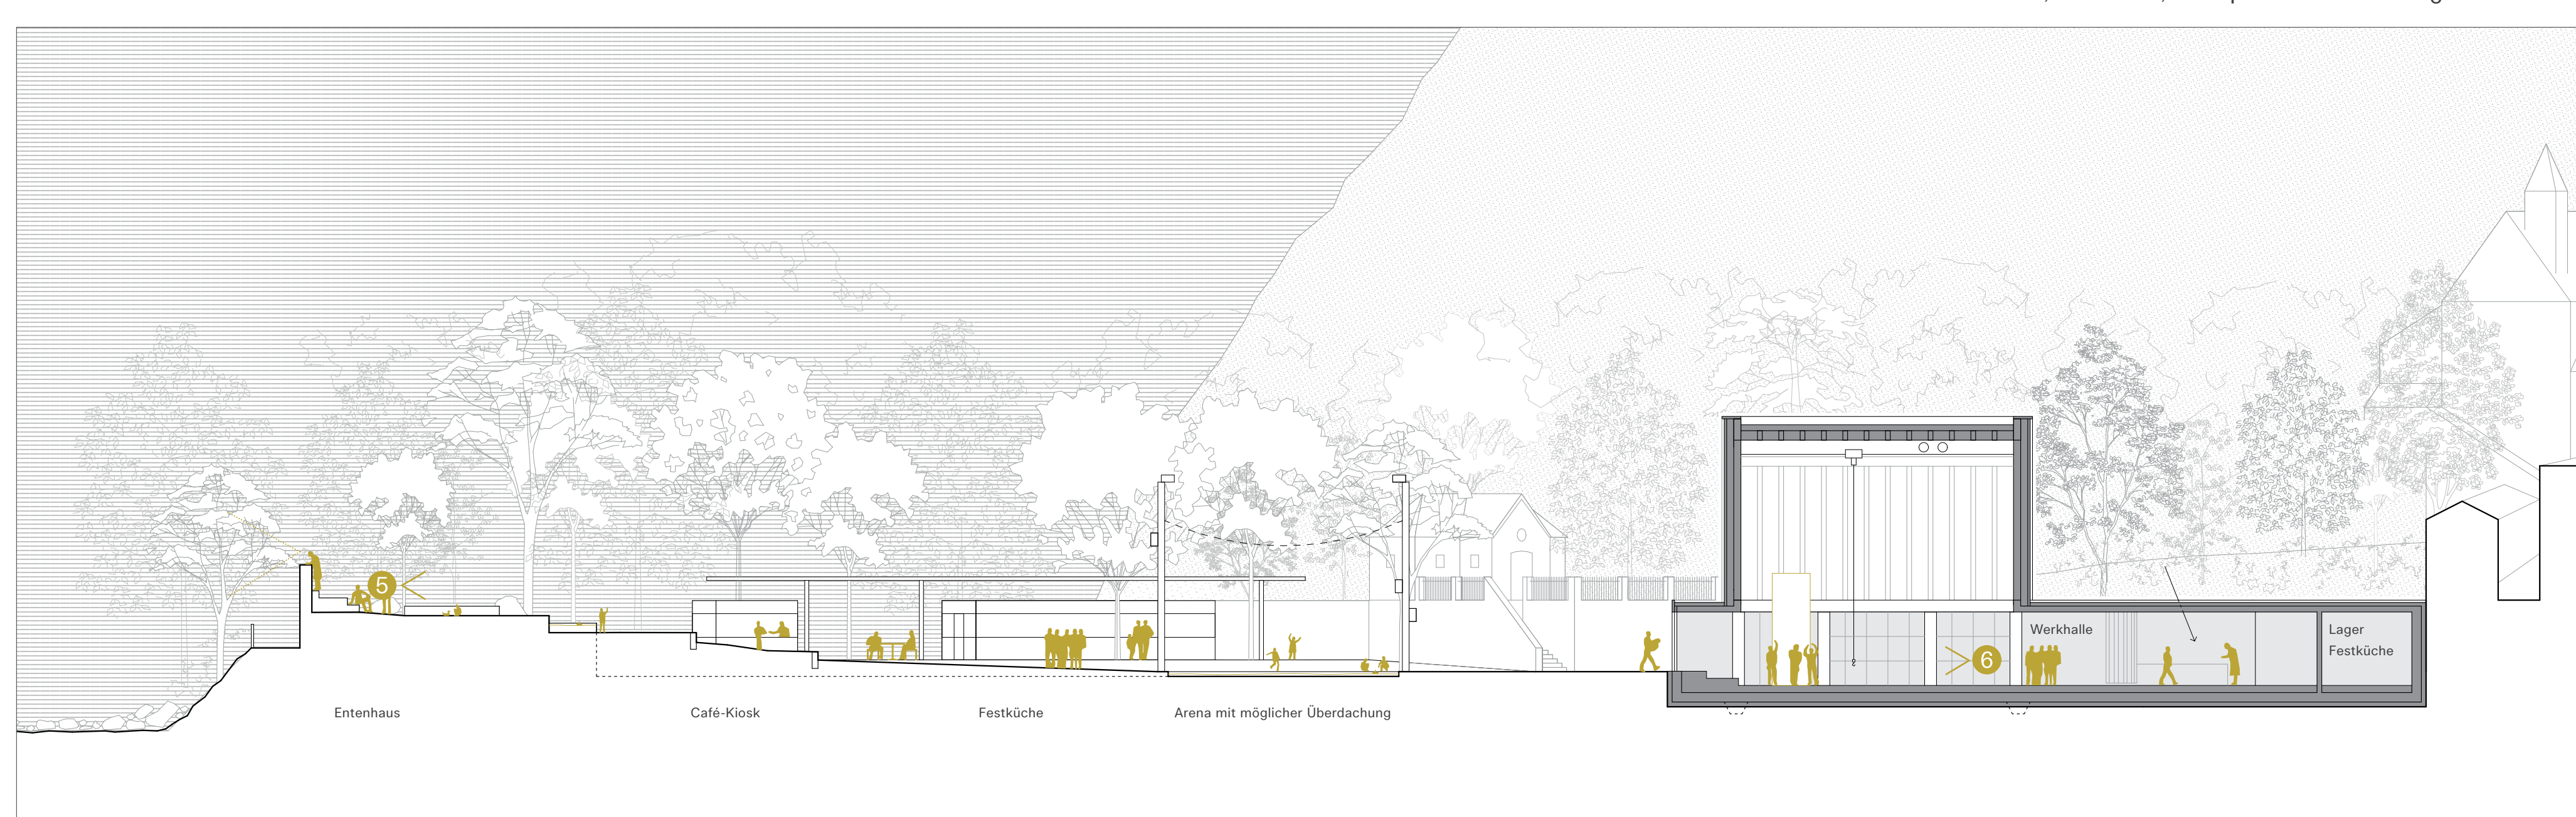 5
6
Werkhalle
Lager
Festküche
Entenhaus
Café-Kiosk
Festküche
Arena mit möglicher Überdachung